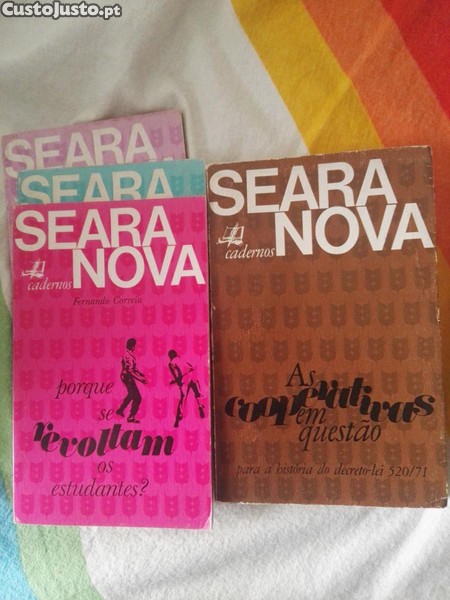 CustoJusto.pt
SEARA
SEARA
SEARA
NOVA
cadernos
Fernando Correia
porque
se
revoltam
os
estudantes?
SEARA
NOVA
cadernos
As
cooperativas
em
questão
para a história do decreto-lei 520/71